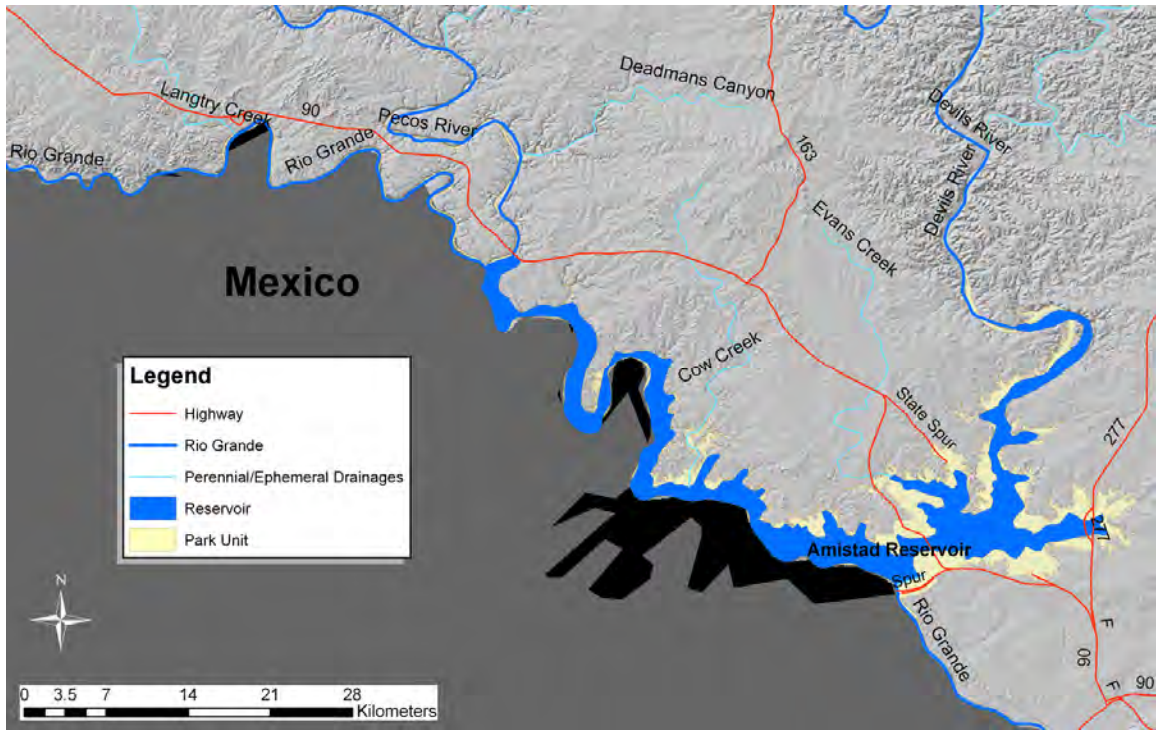 Deadmans Canyon
Langtry Creek
90
Pecos River
Devils River
163
Rio Grande
Rio Grande
Devils River
Evans Creek
Mexico
Cow Creek
Legend
Highway
Rio Grande
Perennial/Ephemeral Drainages
Reservoir
Park Unit
State Spur
277
277
Amistad Reservoir
Spur
Rio Grande
F
90
F
90
N
0 3.5 7 14 21 28
Kilometers